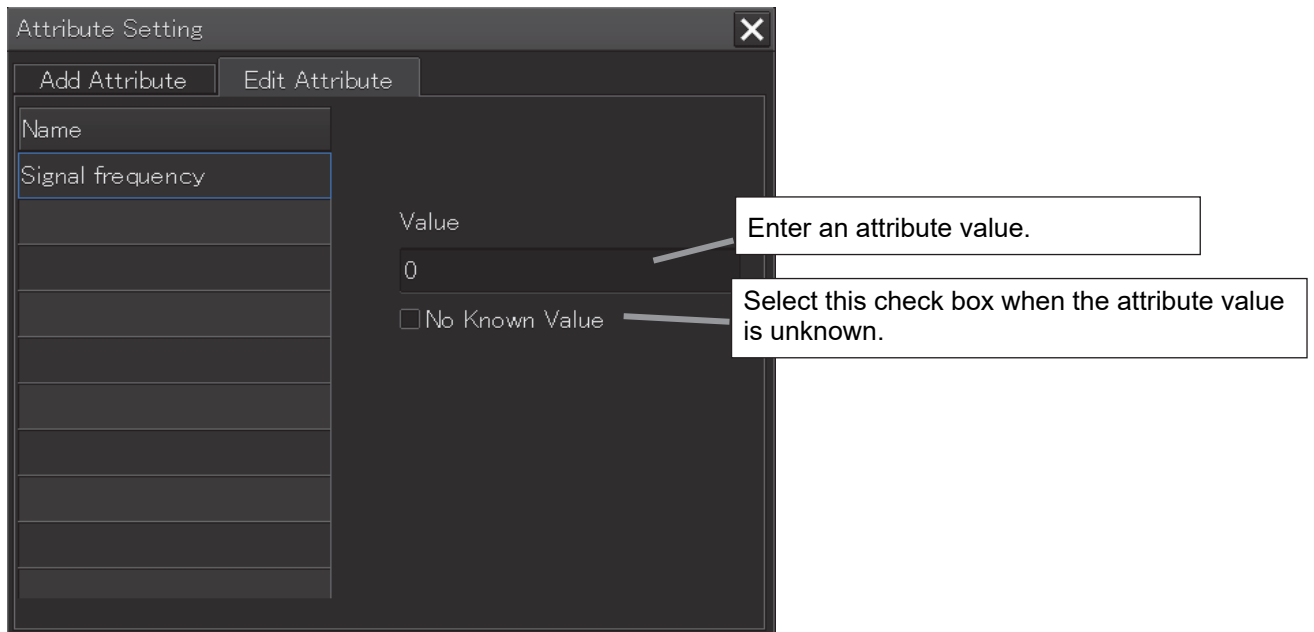 Attribute Setting
Add Attribute
Edit Attribute
Name
Signal frequency
Value
0
No Known Value
Enter an attribute value.
Select this check box when the attribute value
is unknown.